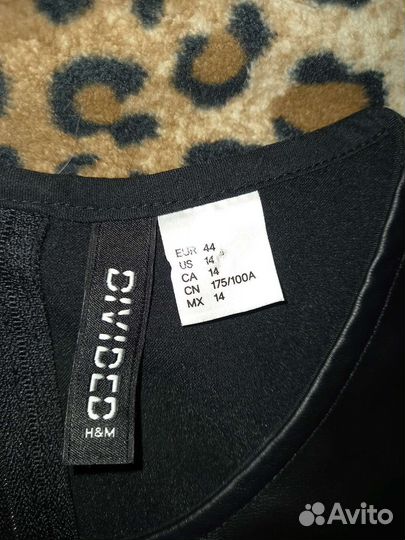 DIVIDED
H&M
EUR 44
US 14
CA 14
CN 175/100A
MX 14
Avito